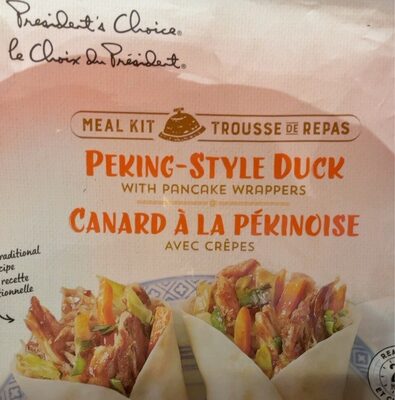 President's Choice®
le Choix du Président®
MEAL KIT TROUSSE DE REPAS
PEKING-STYLE DUCK
WITH PANCAKE WRAPPERS
CANARD À LA PÉKINOISE
AVEC CRÊPES
recette